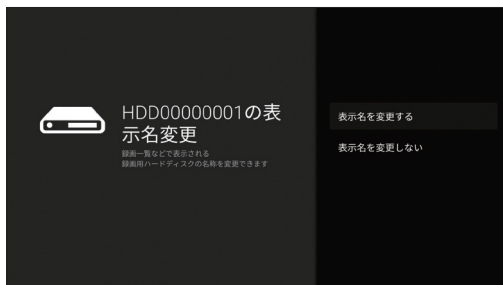 HDD00000001の表
示名変更
録画一覧などで表示される
録画用ハードディスクの名称を変更できます
表示名を変更する
表示名を変更しない